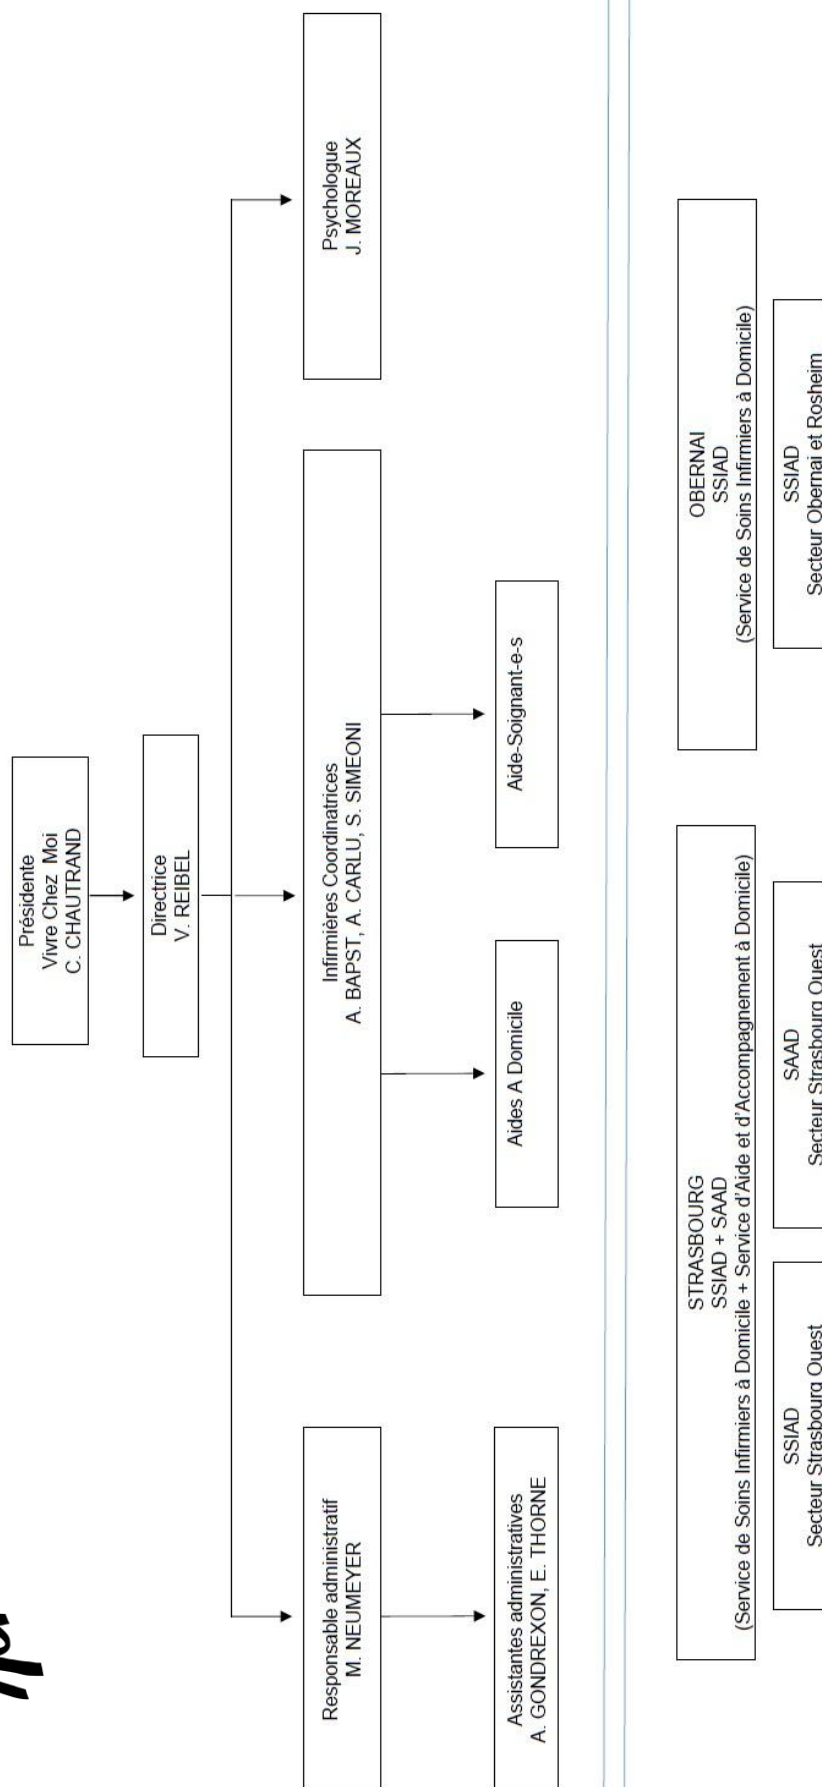 Présidente
Vivre Chez Moi
C. CHAUTRAND
Directrice
V. REIBEL
Responsable administratif
M. NEUMEYER
Infirmières Coordinatrices
A. BAPST, A. CARLU, S. SIMEONI
Psychologue
J. MOREAUX
Assistantes administratives
A. GONDREXON, E. THORNE
Aides A Domicile
Aide-Soignant-e-s
STRASBOURG
SSIAD + SAAD
(Service de Soins Infirmiers à Domicile + Service d'Aide et d'Accompagnement à Domicile)
OBERNAI
SSIAD
(Service de Soins Infirmiers à Domicile)
SSIAD
Secteur Strasbourg Ouest
SAAD
Secteur Strasbourg Ouest
SSIAD
Secteur Obernai et Rosheim